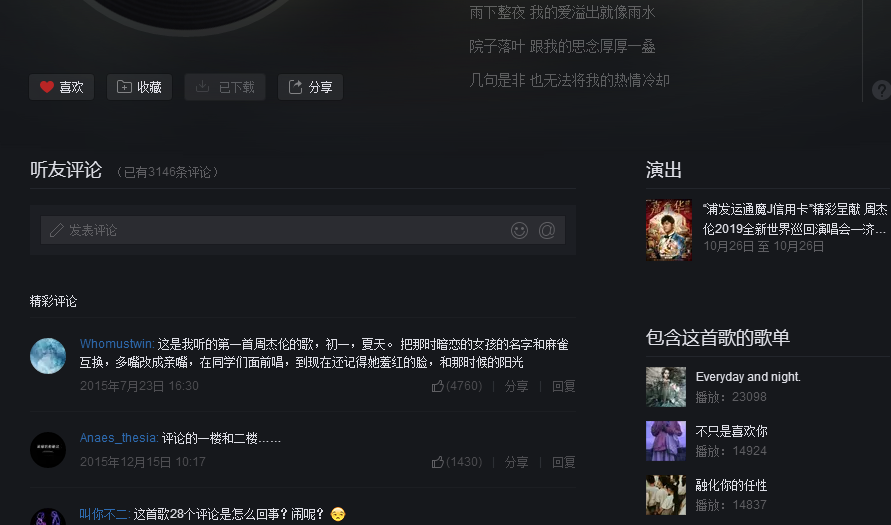 雨下整夜 我的爱溢出就像雨水
院子落叶 跟我的思念厚厚一叠
几句是非 也无法将我的热情冷却
喜欢
收藏
已下载
分享
?
听友评论 （已有3146条评论）
发表评论
精彩评论
Whomustwin: 这是我听的第一首周杰伦的歌，初一，夏天。 把那时暗恋的女孩的名字和麻雀
互换，多嘴改成亲嘴，在同学们面前唱，到现在还记得她羞红的脸，和那时候的阳光
2015年7月23日 16:30
(4760) | 分享 | 回复
Anaes_thesia: 评论的一楼和二楼……
2015年12月15日 10:17
(1430) | 分享 | 回复
叫你不二: 这首歌28个评论是怎么回事？闹呢？
演出
“浦发运通魔J信用卡”精彩呈献 周杰
伦2019全新世界巡回演唱会—济...
10月26日 至 10月26日
包含这首歌的歌单
Everyday and night.
播放：23098
不只是喜欢你
播放：14924
融化你的任性
播放：14837